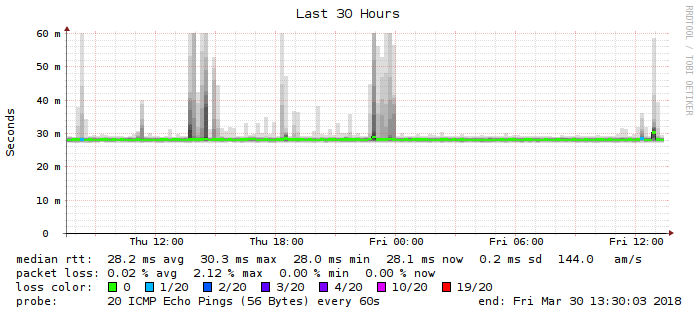 Last 30 Hours
RRDTOOL / TOBI OETIKER
Seconds
60 m
50 m
40 m
30 m
20 m
10 m
0
Thu 12:00 Thu 18:00 Fri 00:00 Fri 06:00 Fri 12:00
median rtt: 28.2 ms avg 30.3 ms max 28.0 ms min 28.1 ms now 0.2 ms sd 144.0 am/s
packet loss: 0.02 % avg 2.12 % max 0.00 % min 0.00 % now
loss color: 0 1/20 2/20 3/20 4/20 10/20 19/20
probe: 20 ICMP Echo Pings (56 Bytes) every 60s end: Fri Mar 30 13:30:03 2018